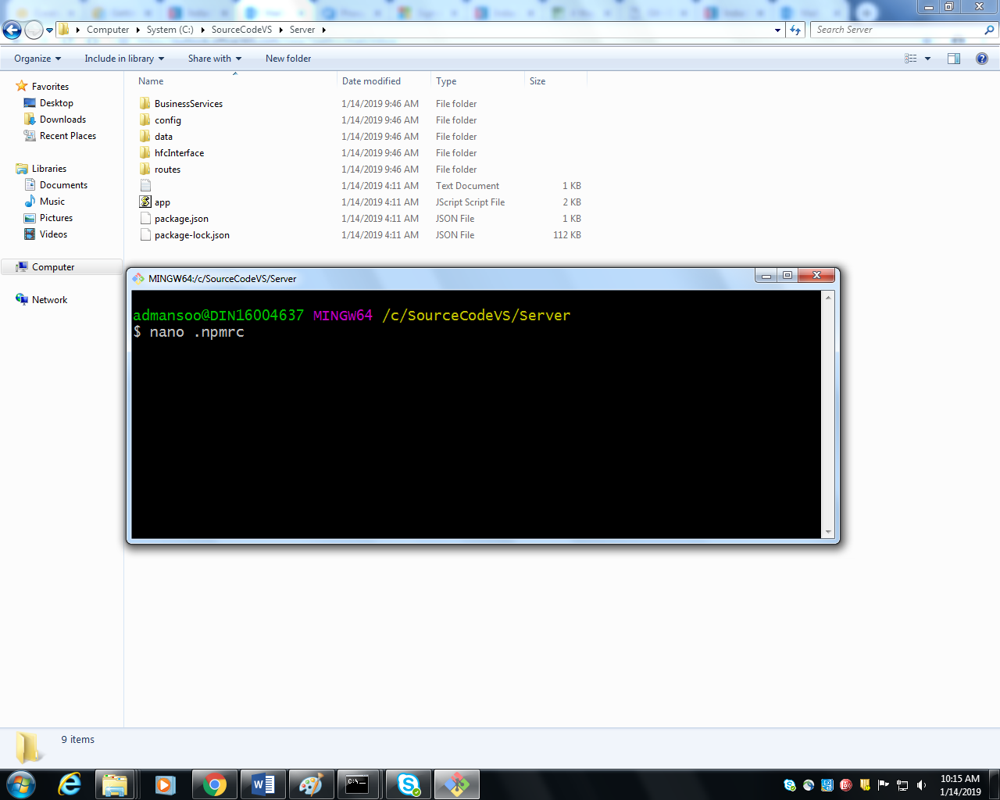 Computer System (C:) SourceCodeVS Server
Search Server
Organize Include in library Share with New folder
Name Date modified Type Size
Favorites
Desktop
Downloads
Recent Places
Libraries
Documents
Music
Pictures
Videos
Computer
Network
BusinessServices 1/14/2019 9:46 AM File folder
config 1/14/2019 9:46 AM File folder
data 1/14/2019 9:46 AM File folder
hfcInterface 1/14/2019 9:46 AM File folder
routes 1/14/2019 9:46 AM File folder
1/14/2019 4:11 AM Text Document 1 KB
app 1/14/2019 4:11 AM JScript Script File 2 KB
package.json 1/14/2019 4:11 AM JSON File 1 KB
package-lock.json 1/14/2019 4:11 AM JSON File 112 KB
MINGW64:/c/SourceCodeVS/Server
admansoo@DIN16004637 MINGW64 /c/SourceCodeVS/Server
$ nano .npmrc
9 items
10:15 AM
1/14/2019